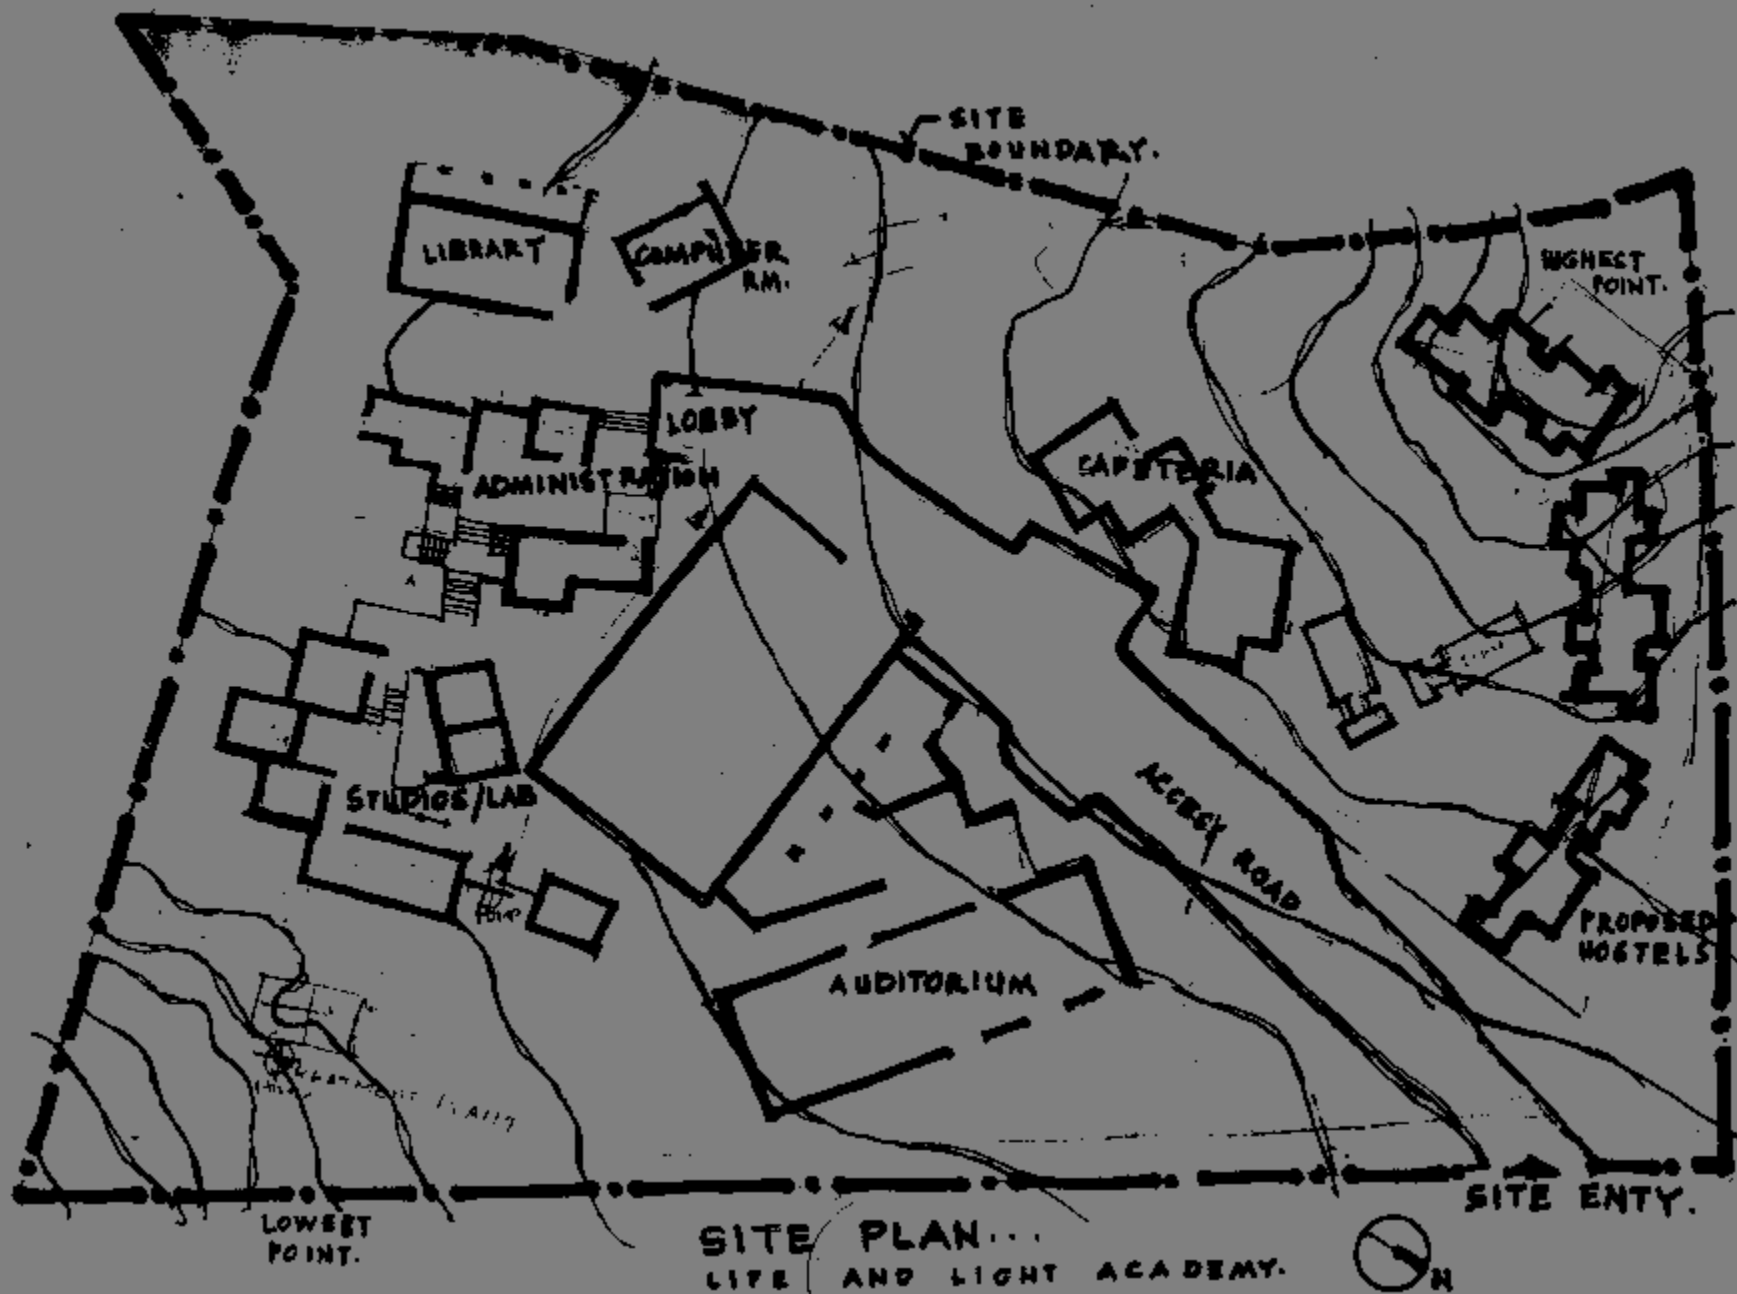 SITE
BOUNDARY.
LIBRARY
COMPUTER
RM.
HIGHEST
POINT.
LOBBY
CAFETERIA
ADMINISTRATION
STUDIOS/LAB
ACCESY ROAD
AUDITORIUM
PROPOSED
HOSTELS
LOWEST
POINT.
SITE ENTY.
SITE PLAN...
LIFE AND LIGHT ACADEMY.
N